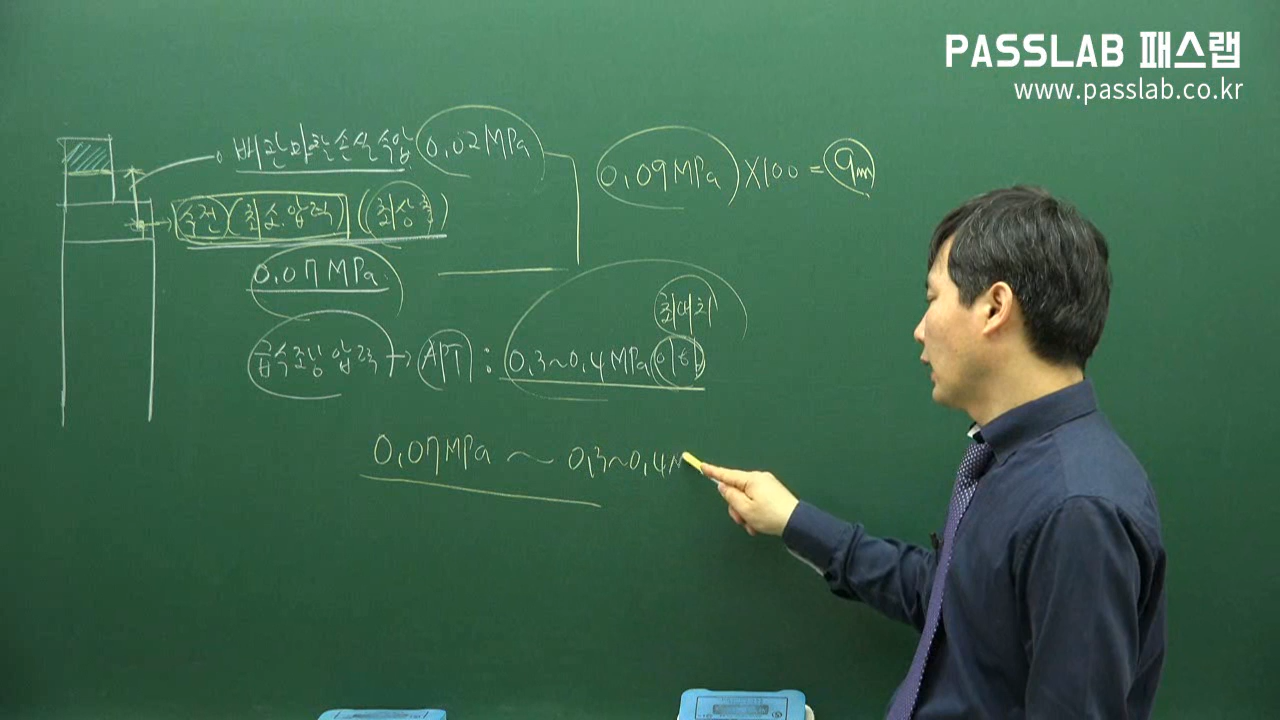 PASSLAB 패스랩
www.passlab.co.kr
배관마찰손실수압 0.02MPa
0.09MPa X100 = 9m
수전(최소압력) (최상층)
0.07MPa
최대치
급수조닝 압력 → APT : 0.3~0.4MPa 이하
0.07MPa ~ 0.3~0.4M